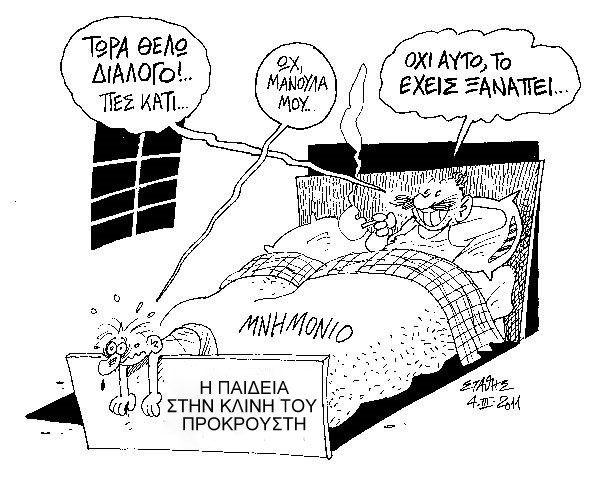 ΤΩΡΑ ΘΕΛΩ
ΔΙΑΛΟΓΟ!..
ΠΕΣ ΚΑΤΙ...
ΩΧ,
ΜΑΝΟΥΛΑ
ΜΟΥ...
ΟΧΙ ΑΥΤΟ, ΤΟ
ΕΧΕΙΣ ΞΑΝΑΠΕΙ...
ΜΝΗΜΟΝΙΟ
Η ΠΑΙΔΕΙΑ
ΣΤΗΝ ΚΛΙΝΗ ΤΟΥ
ΠΡΟΚΡΟΥΣΤΗ
ΣΤΑΘΗΣ
4-III-2011